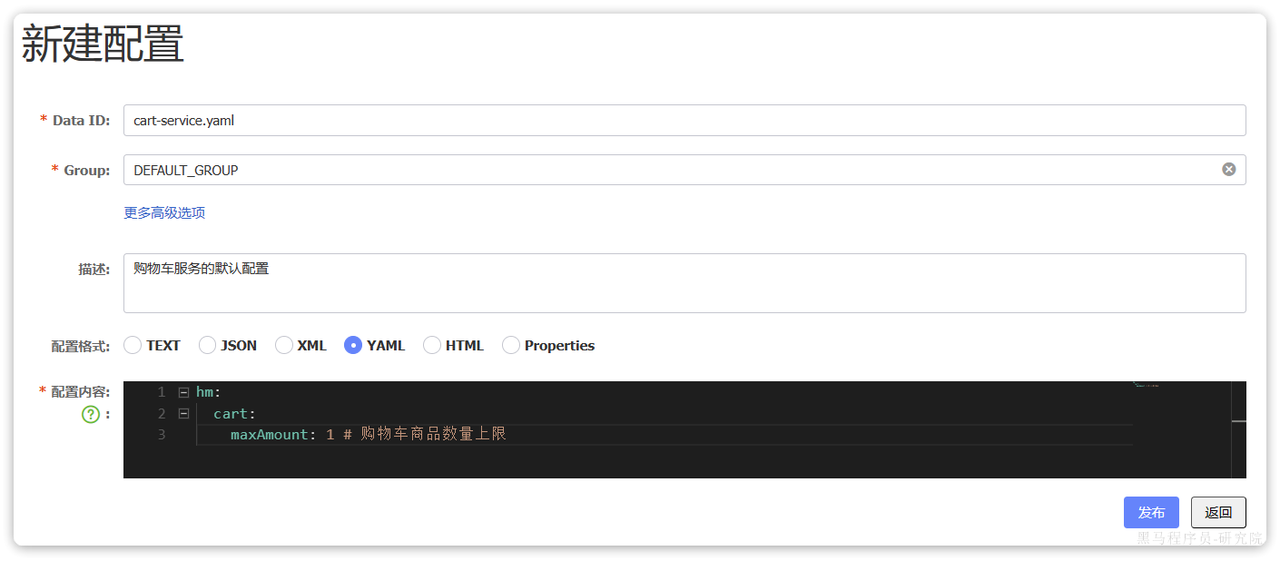 新建配置
* Data ID: cart-service.yaml
* Group: DEFAULT_GROUP
更多高级选项
描述: 购物车服务的默认配置
配置格式: TEXT JSON XML YAML HTML Properties
* 配置内容: 1 hm:
? : 2 cart:
3 maxAmount: 1 # 购物车商品数量上限
发布 返回
黑马程序员-研究院